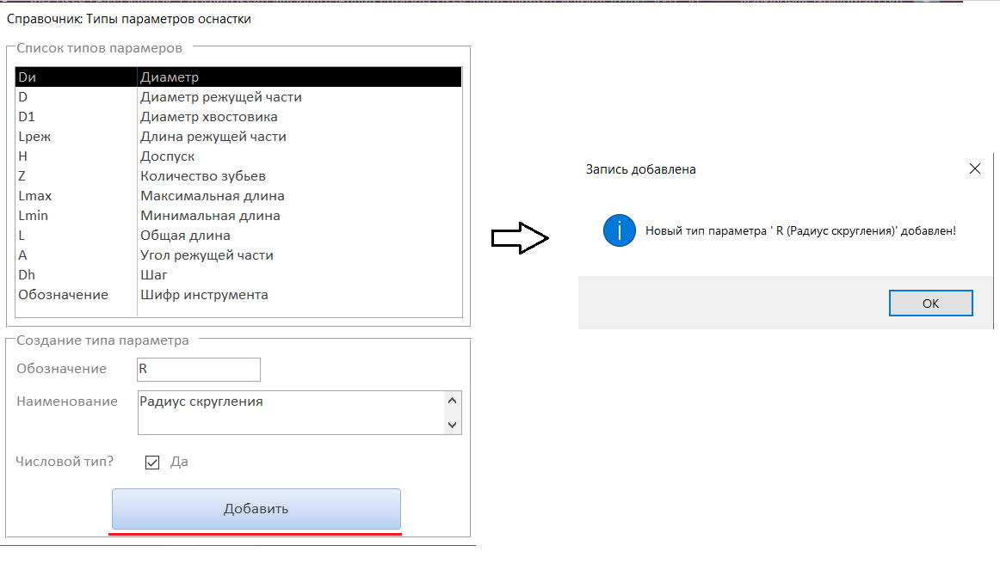 Справочник: Типы параметров оснастки
Список типов парамеров
Dи Диаметр
D Диаметр режущей части
D1 Диаметр хвостовика
Lреж Длина режущей части
H Доспуск
Z Количество зубьев
Lmax Максимальная длина
Lmin Минимальная длина
L Общая длина
A Угол режущей части
Dh Шаг
Обозначение Шифр инструмента
Создание типа параметра
Обозначение R
Наименование Радиус скругления
Числовой тип? Да
Добавить
Запись добавлена
Новый тип параметра ' R (Радиус скругления)' добавлен!
ОК